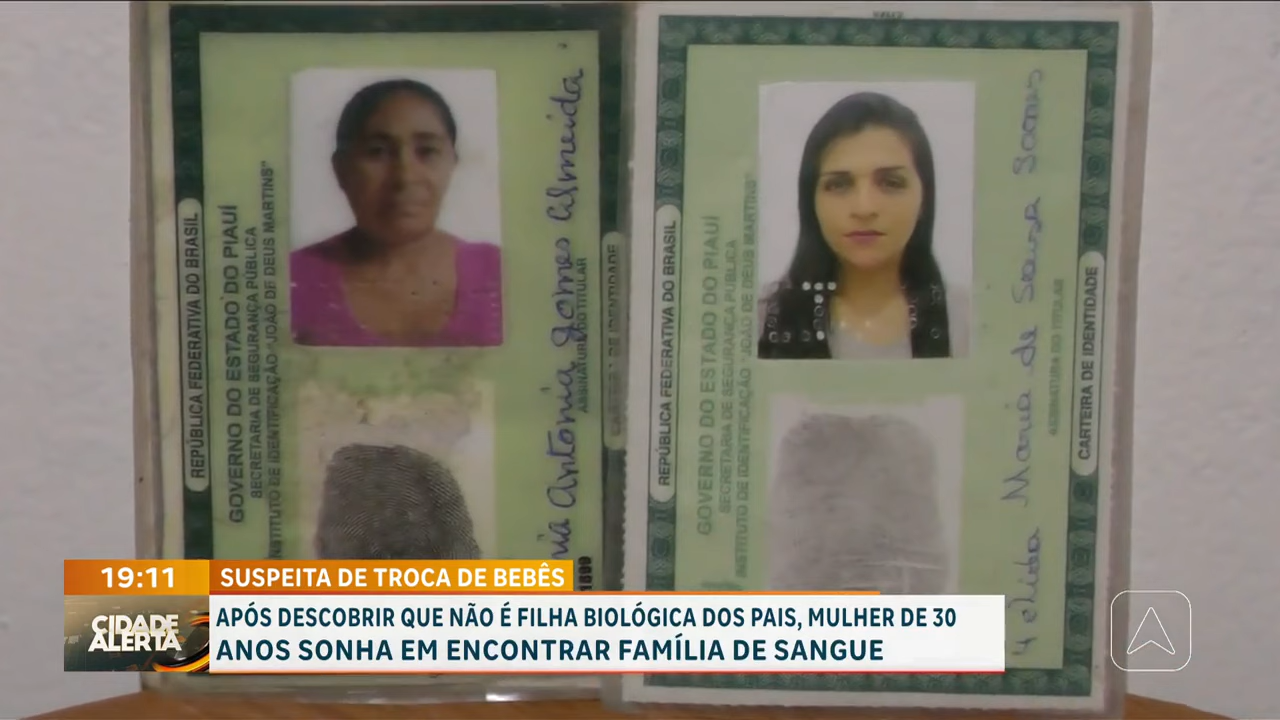 REPÚBLICA FEDERATIVA DO BRASIL
GOVERNO DO ESTADO DO PIAUÍ
SECRETARIA DE SEGURANÇA PÚBLICA
INSTITUTO DE IDENTIFICAÇÃO "JOÃO DE DEUS MARTINS"
Antônia Gomes Almeida
ASSINATURA DO TITULAR
DE IDENTIDADE
1899
REPÚBLICA FEDERATIVA DO BRASIL
GOVERNO DO ESTADO DO PIAUÍ
SECRETARIA DE SEGURANÇA PÚBLICA
INSTITUTO DE IDENTIFICAÇÃO "JOÃO DE DEUS MARTINS"
Maria de Sousa
ASSINATURA DO TITULAR
CARTEIRA DE IDENTIDADE
19:11
SUSPEITA DE TROCA DE BEBÊS
CIDADE
ALERTA
APÓS DESCOBRIR QUE NÃO É FILHA BIOLÓGICA DOS PAIS, MULHER DE 30
ANOS SONHA EM ENCONTRAR FAMÍLIA DE SANGUE